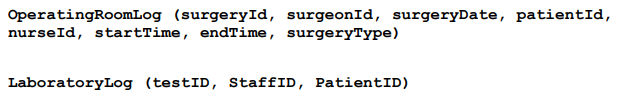 OperatingRoomLog (surgeryId, surgeonId, surgeryDate, patientId,
nurseId, startTime, endTime, surgeryType)
LaboratoryLog (testID, StaffID, PatientID)